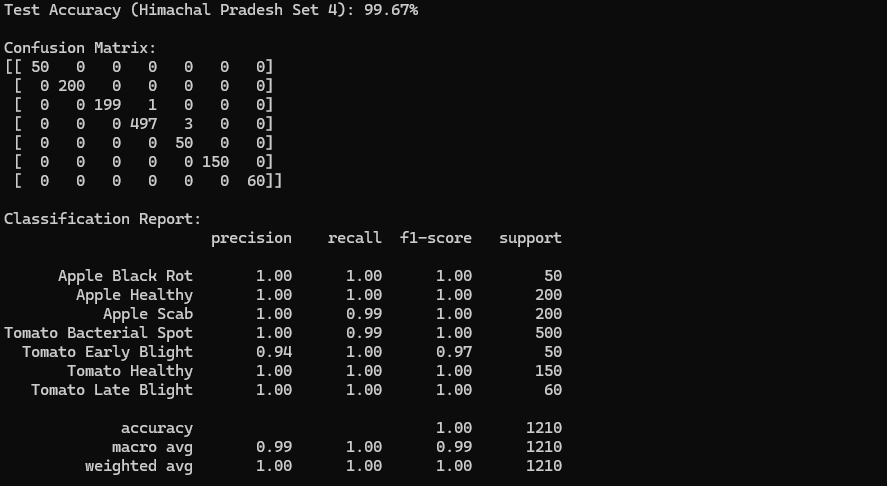 Test Accuracy (Himachal Pradesh Set 4): 99.67%
Confusion Matrix:
[[ 50   0   0   0   0   0   0]
 [  0 200   0   0   0   0   0]
 [  0   0 199   1   0   0   0]
 [  0   0   0 497   3   0   0]
 [  0   0   0   0  50   0   0]
 [  0   0   0   0   0 150   0]
 [  0   0   0   0   0   0  60]]
Classification Report:
                       precision    recall  f1-score   support
      Apple Black Rot       1.00      1.00      1.00        50
        Apple Healthy       1.00      1.00      1.00       200
           Apple Scab       1.00      0.99      1.00       200
Tomato Bacterial Spot       1.00      0.99      1.00       500
  Tomato Early Blight       0.94      1.00      0.97        50
       Tomato Healthy       1.00      1.00      1.00       150
   Tomato Late Blight       1.00      1.00      1.00        60
             accuracy                           1.00      1210
            macro avg       0.99      1.00      0.99      1210
         weighted avg       1.00      1.00      1.00      1210